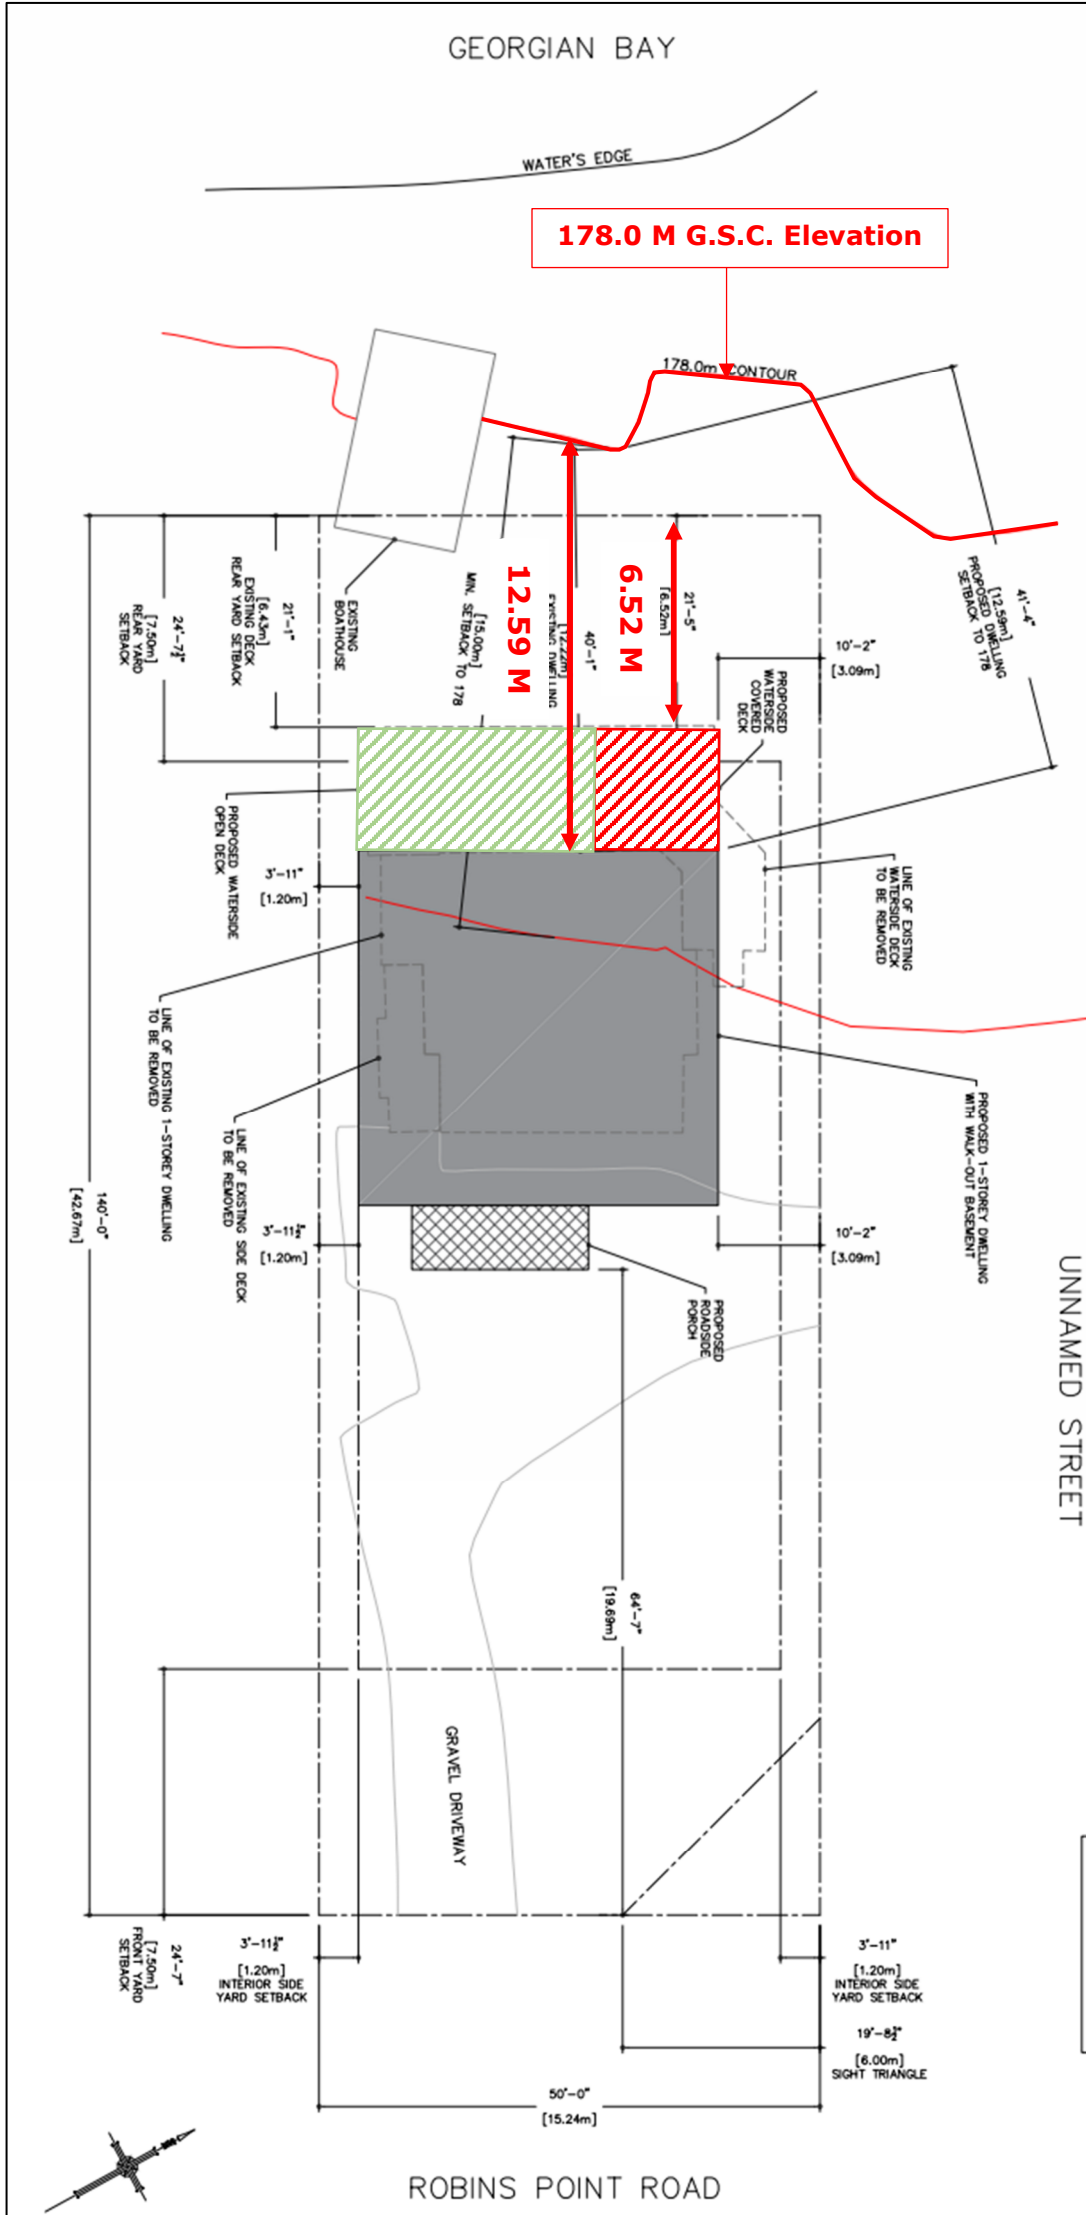 GEORGIAN BAY
WATER'S EDGE
178.0 M G.S.C. Elevation
178.0m CONTOUR
41'-4"
[12.59m]
PROPOSED DWELLING
SETBACK TO 178
24'-7½"
[7.50m]
REAR YARD
SETBACK
21'-1"
[6.43m]
EXISTING DECK
REAR YARD SETBACK
EXISTING
BOATHOUSE
[15.00m]
MIN. SETBACK TO 178
12.59 M
40'-1"
[12.22m]
EXISTING DWELLING
6.52 M
21'-5"
[6.52m]
10'-2"
[3.09m]
PROPOSED
WATERSIDE
COVERED
DECK
PROPOSED WATERSIDE
OPEN DECK
3'-11"
[1.20m]
LINE OF EXISTING
WATERSIDE DECK
TO BE REMOVED
LINE OF EXISTING 1-STOREY DWELLING
TO BE REMOVED
LINE OF EXISTING SIDE DECK
TO BE REMOVED
PROPOSED 1-STOREY DWELLING
WITH WALK-OUT BASEMENT
140'-0"
[42.67m]
3'-11½"
[1.20m]
10'-2"
[3.09m]
PROPOSED
ROADSIDE
PORCH
UNNAMED STREET
64'-7"
[19.69m]
GRAVEL DRIVEWAY
24'-7"
[7.50m]
FRONT YARD
SETBACK
3'-11½"
[1.20m]
INTERIOR SIDE
YARD SETBACK
3'-11"
[1.20m]
INTERIOR SIDE
YARD SETBACK
19'-8½"
[6.00m]
SIGHT TRIANGLE
50'-0"
[15.24m]
ROBINS POINT ROAD